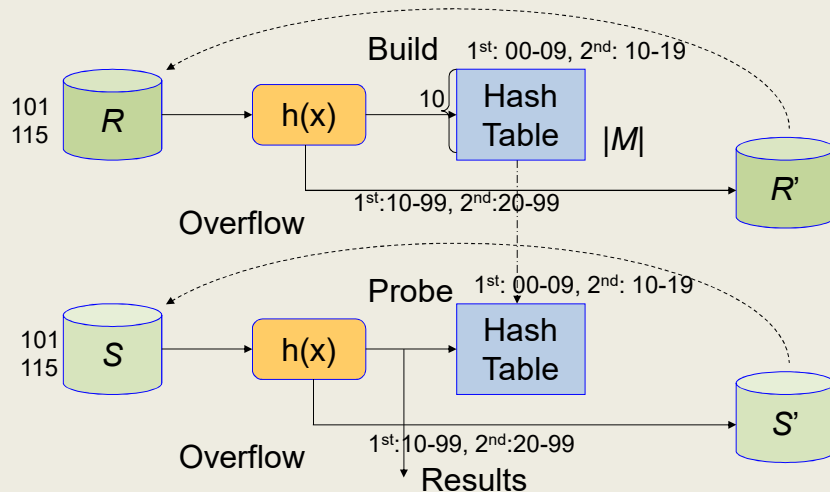 Build
1st: 00-09, 2nd: 10-19
101
115
R
h(x)
10
Hash
Table
|M|
R’
1st:10-99, 2nd:20-99
Overflow
Probe
1st: 00-09, 2nd: 10-19
101
115
S
h(x)
Hash
Table
S’
1st:10-99, 2nd:20-99
Overflow
Results